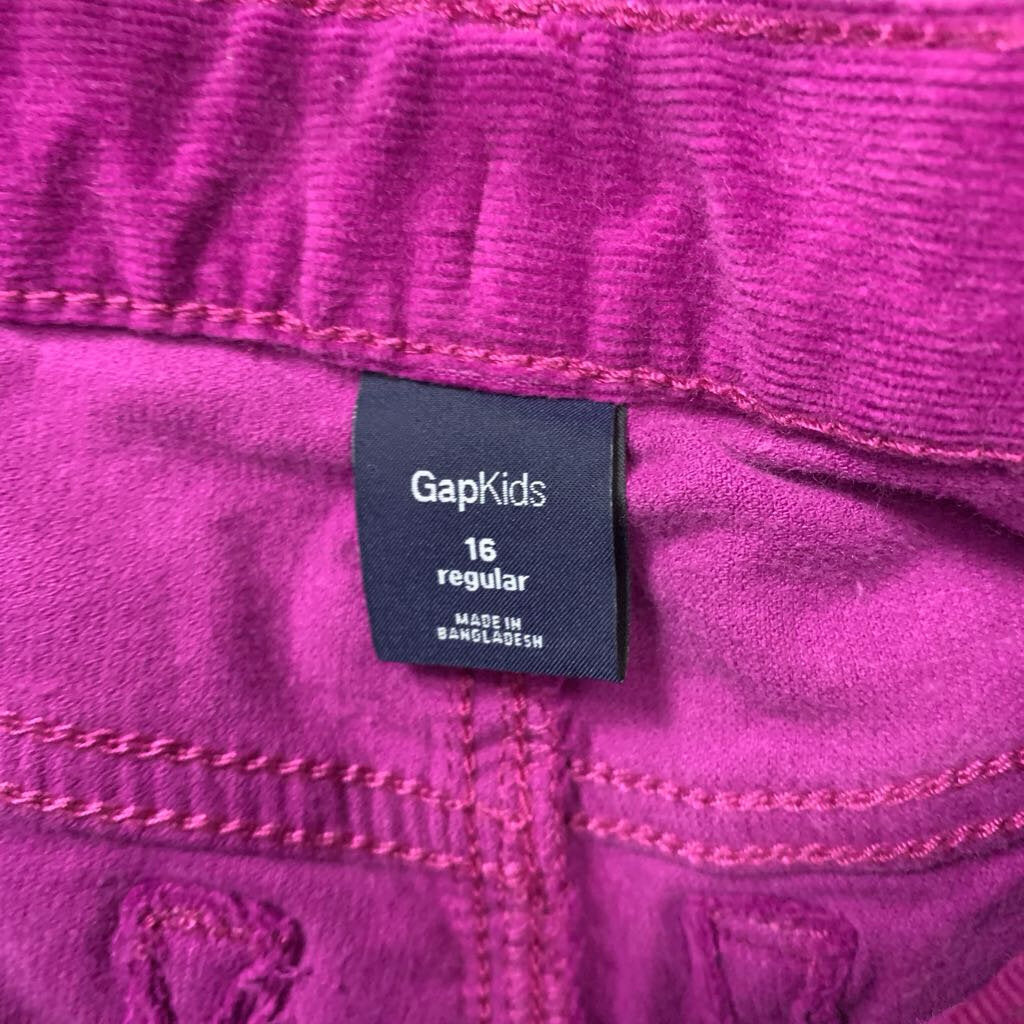 GapKids
16
regular
MADE IN
BANGLADESH